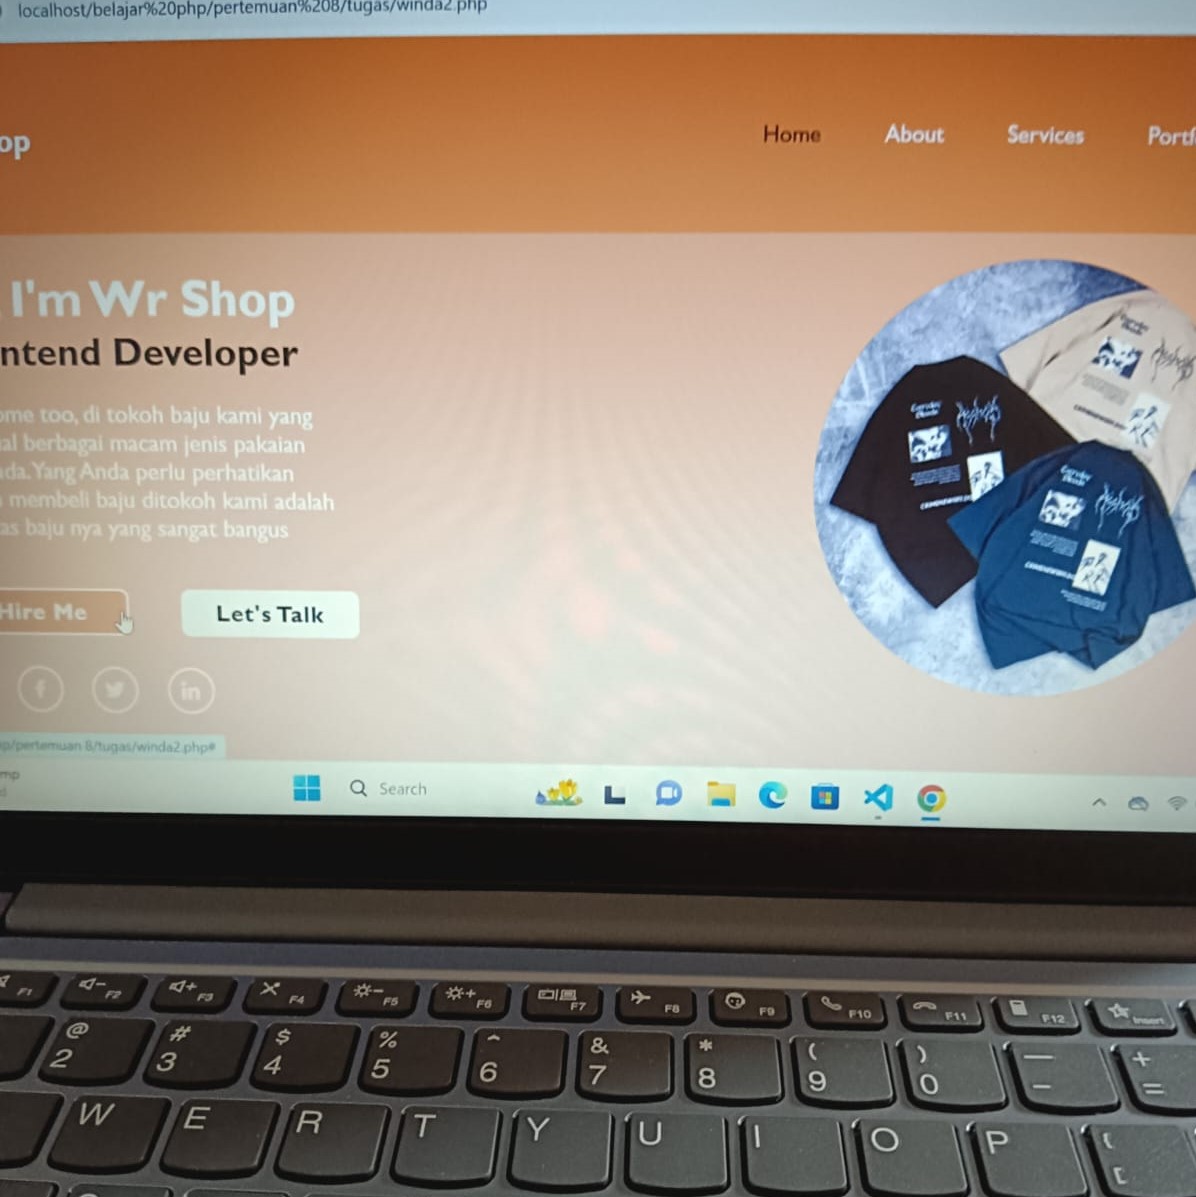 localhost/belajar%20php/pertemuan%208/tugas/winda2.php
op
Home About Services Portf
I'm Wr Shop
ntend Developer
ome too, di tokoh baju kami yang
al berbagai macam jenis pakaian
da. Yang Anda perlu perhatikan
membeli baju ditokoh kami adalah
as baju nya yang sangat bangus
Hire Me
Let's Talk
f
in
p/pertemuan 8/tugas/winda2.php#
mp
Search
F1 F2 F3 F4 F5 F6 F7 F8 F9 F10 F11 F12 Insert
@ # $ % ^ & * ( ) — +
2 3 4 5 6 7 8 9 0 - =
W E R T Y U I O P {
[